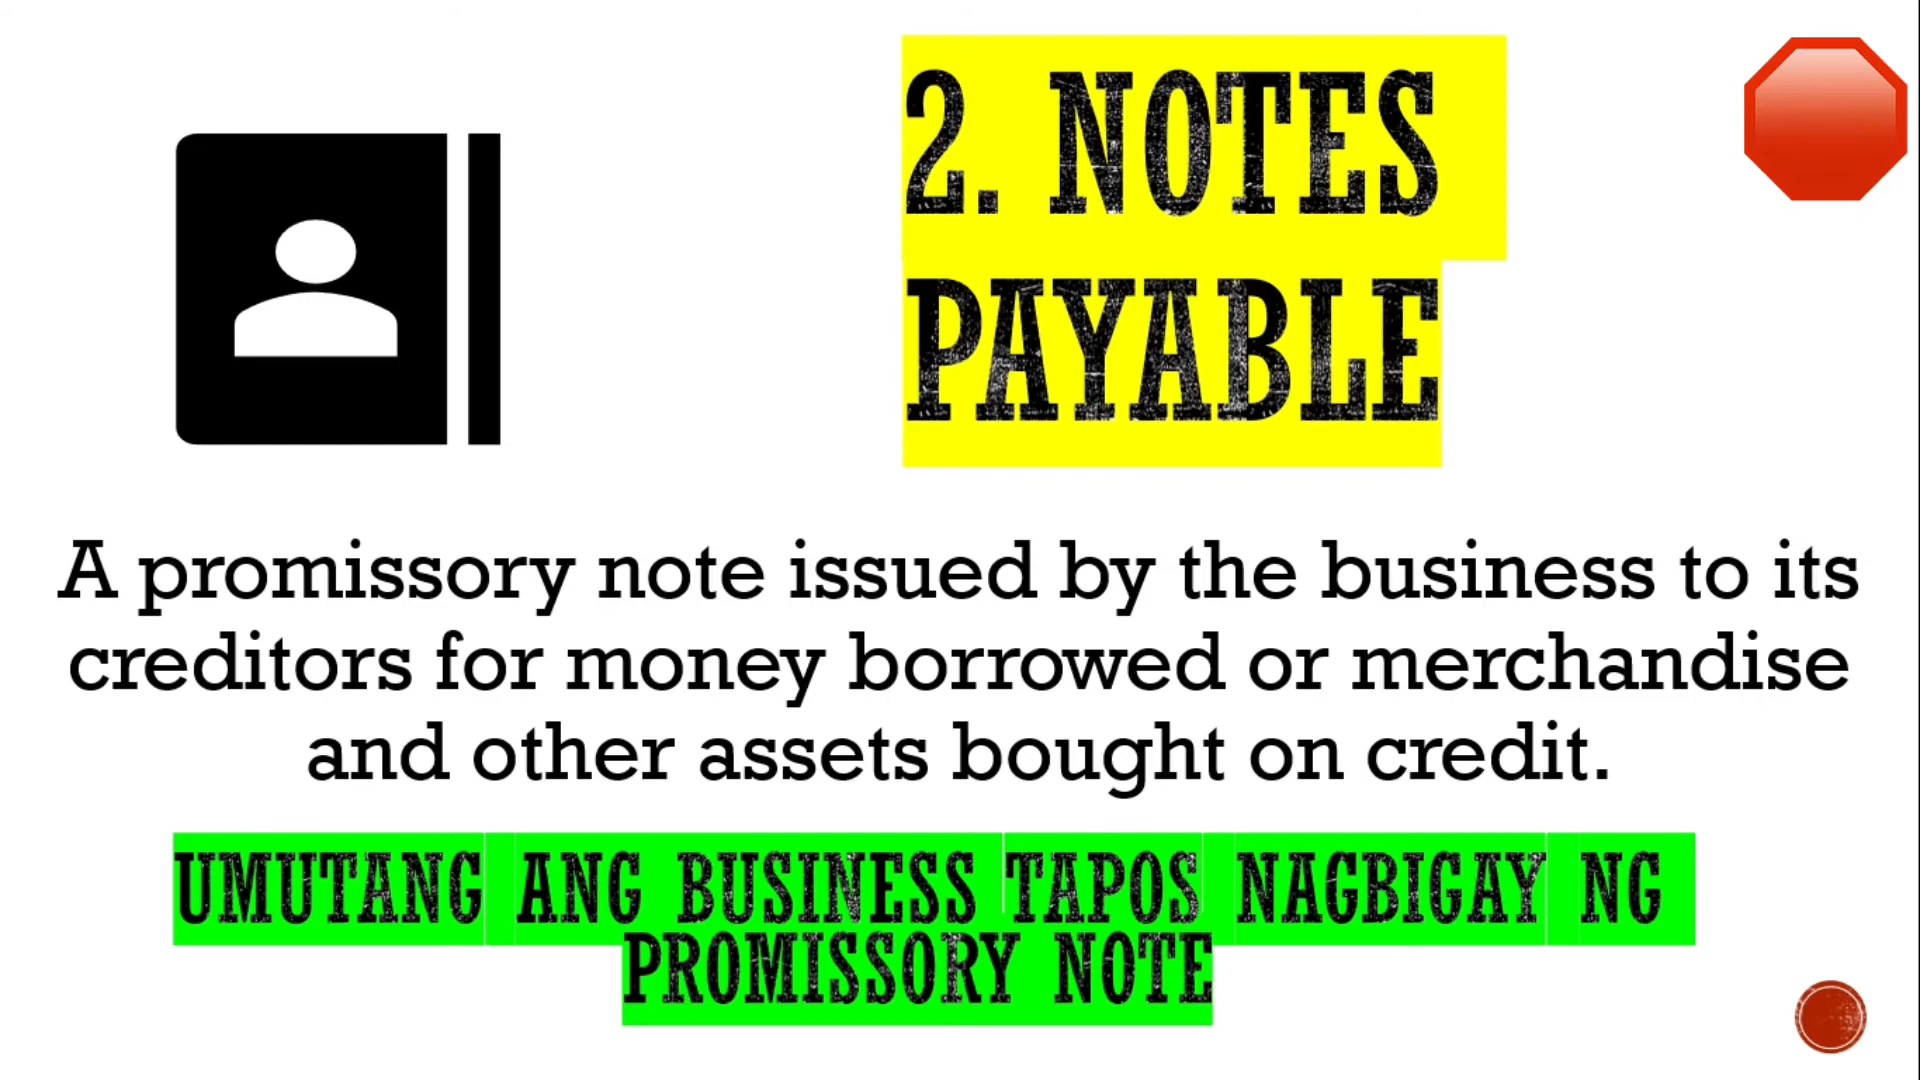 2. NOTES
PAYABLE
A promissory note issued by the business to its
creditors for money borrowed or merchandise
and other assets bought on credit.
UMUTANG ANG BUSINESS TAPOS NAGBIGAY NG
PROMISSORY NOTE